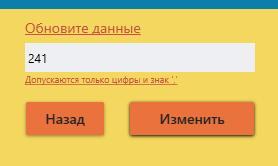 Обновите данные
241
Допускаются только цифры и знак '.'
Назад
Изменить